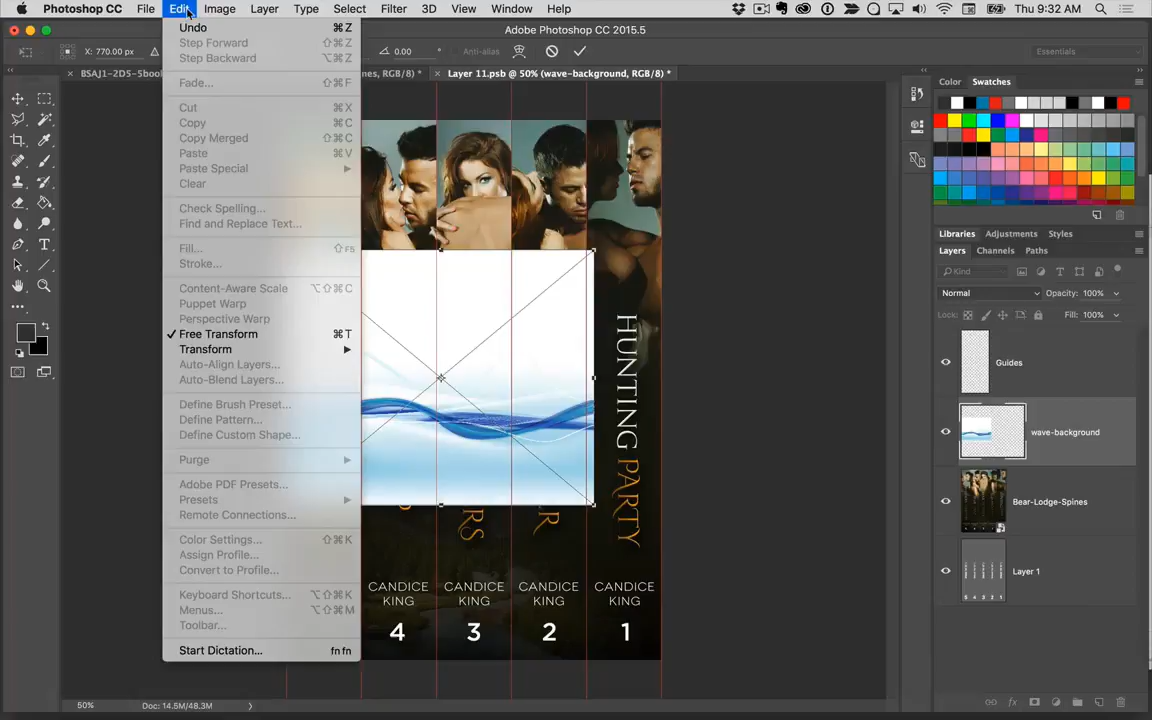 Photoshop CC File Edit Image Layer Type Select Filter 3D View Window Help Thu 9:32 AM
Adobe Photoshop CC 2015.5
X: 770.00 px
0.00 °
Anti-alias:
Essentials
× BSAJ1-2D5-5bool
nes, RGB/8) *
× Layer 11.psb @ 50% (wave-background, RGB/8) *
Undo ⌘Z
Step Forward ⇧⌘Z
Step Backward ⌥⌘Z
Fade... ⇧⌘F
Cut ⌘X
Copy ⌘C
Copy Merged ⇧⌘C
Paste ⌘V
Paste Special
Clear
Check Spelling...
Find and Replace Text...
Fill... ⇧F5
Stroke...
Content-Aware Scale ⌥⇧⌘C
Puppet Warp
Perspective Warp
✓ Free Transform ⌘T
Transform
Auto-Align Layers...
Auto-Blend Layers...
Define Brush Preset...
Define Pattern...
Define Custom Shape...
Purge
Adobe PDF Presets...
Presets
Remote Connections...
Color Settings... ⇧⌘K
Assign Profile...
Convert to Profile...
Keyboard Shortcuts... ⌥⇧⌘K
Menus... ⌥⇧⌘M
Toolbar...
Start Dictation... fn fn
HUNTING PARTY
RS
R
CANDICE
KING
4
CANDICE
KING
3
CANDICE
KING
2
CANDICE
KING
1
Color Swatches
Libraries Adjustments Styles
Layers Channels Paths
Kind
Normal Opacity: 100%
Lock: Fill: 100%
Guides
wave-background
Bear-Lodge-Spines
Layer 1
5 4 3 2 1
50% Doc: 14.5M/48.3M